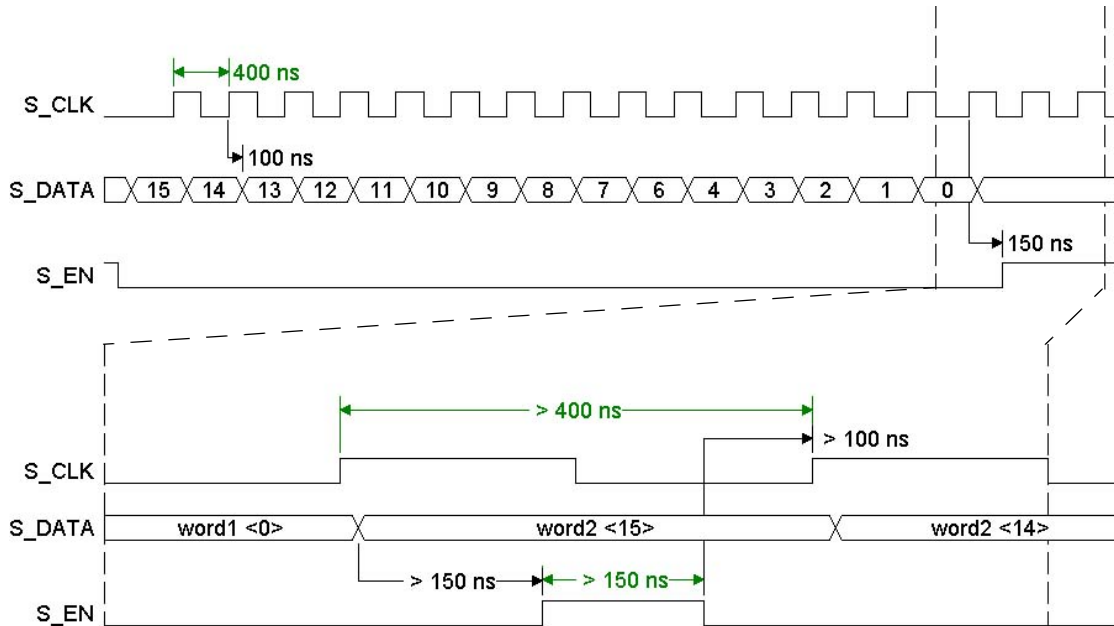 400 ns
S_CLK
100 ns
S_DATA 15 14 13 12 11 10 9 8 7 6 4 3 2 1 0
150 ns
S_EN
> 400 ns
> 100 ns
S_CLK
S_DATA word1 <0> word2 <15> word2 <14>
> 150 ns > 150 ns
S_EN